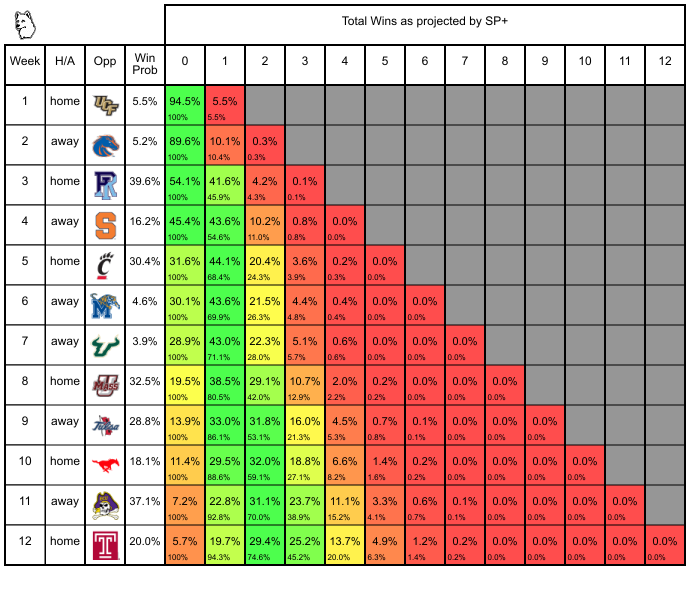 Total Wins as projected by SP+
Week H/A Opp Win Prob 0 1 2 3 4 5 6 7 8 9 10 11 12
1 home UCF 5.5% 94.5% 5.5%
100% 5.5%
2 away 5.2% 89.6% 10.1% 0.3%
100% 10.4% 0.3%
3 home R 39.6% 54.1% 41.6% 4.2% 0.1%
100% 45.9% 4.3% 0.1%
4 away S 16.2% 45.4% 43.6% 10.2% 0.8% 0.0%
100% 54.6% 11.0% 0.8% 0.0%
5 home C 30.4% 31.6% 44.1% 20.4% 3.6% 0.2% 0.0%
100% 68.4% 24.3% 3.9% 0.3% 0.0%
6 away M 4.6% 30.1% 43.6% 21.5% 4.4% 0.4% 0.0% 0.0%
100% 69.9% 26.3% 4.8% 0.4% 0.0% 0.0%
7 away 3.9% 28.9% 43.0% 22.3% 5.1% 0.6% 0.0% 0.0% 0.0%
100% 71.1% 28.0% 5.7% 0.6% 0.0% 0.0% 0.0%
8 home UMass 32.5% 19.5% 38.5% 29.1% 10.7% 2.0% 0.2% 0.0% 0.0% 0.0%
100% 80.5% 42.0% 12.9% 2.2% 0.2% 0.0% 0.0% 0.0%
9 away Tulsa 28.8% 13.9% 33.0% 31.8% 16.0% 4.5% 0.7% 0.1% 0.0% 0.0% 0.0%
100% 86.1% 53.1% 21.3% 5.3% 0.8% 0.1% 0.0% 0.0% 0.0%
10 home 18.1% 11.4% 29.5% 32.0% 18.8% 6.6% 1.4% 0.2% 0.0% 0.0% 0.0% 0.0%
100% 88.6% 59.1% 27.1% 8.2% 1.6% 0.2% 0.0% 0.0% 0.0% 0.0%
11 away 37.1% 7.2% 22.8% 31.1% 23.7% 11.1% 3.3% 0.6% 0.1% 0.0% 0.0% 0.0% 0.0%
100% 92.8% 70.0% 38.9% 15.2% 4.1% 0.7% 0.1% 0.0% 0.0% 0.0% 0.0%
12 home T 20.0% 5.7% 19.7% 29.4% 25.2% 13.7% 4.9% 1.2% 0.2% 0.0% 0.0% 0.0% 0.0% 0.0%
100% 94.3% 74.6% 45.2% 20.0% 6.3% 1.4% 0.2% 0.0% 0.0% 0.0% 0.0% 0.0%